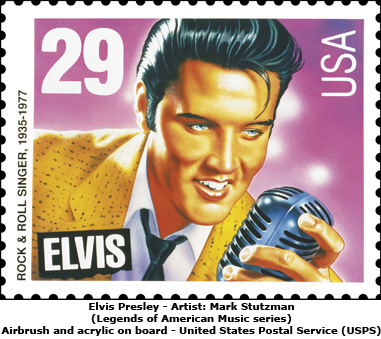 29
USA
ROCK & ROLL SINGER, 1935-1977
ELVIS
Elvis Presley - Artist: Mark Stutzman
(Legends of American Music series)
Airbrush and acrylic on board - United States Postal Service (USPS)